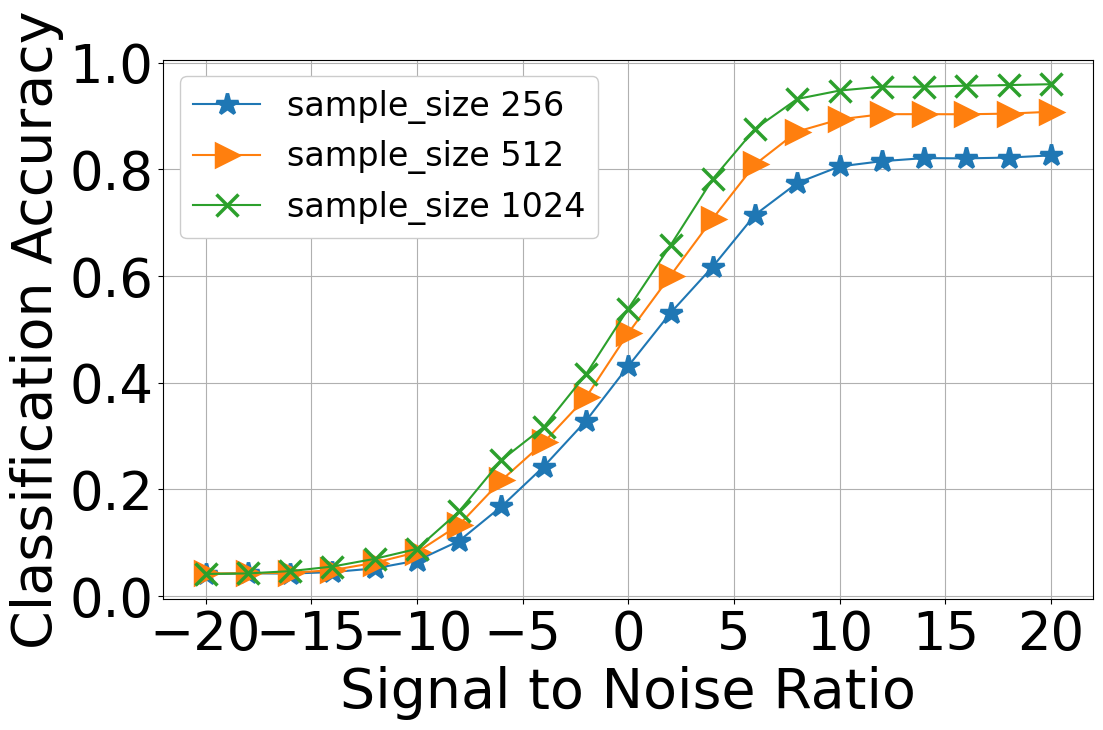 Classification Accuracy
1.0
0.8
0.6
0.4
0.2
0.0
sample_size 256
sample_size 512
sample_size 1024
−20 −15 −10 −5 0 5 10 15 20
Signal to Noise Ratio